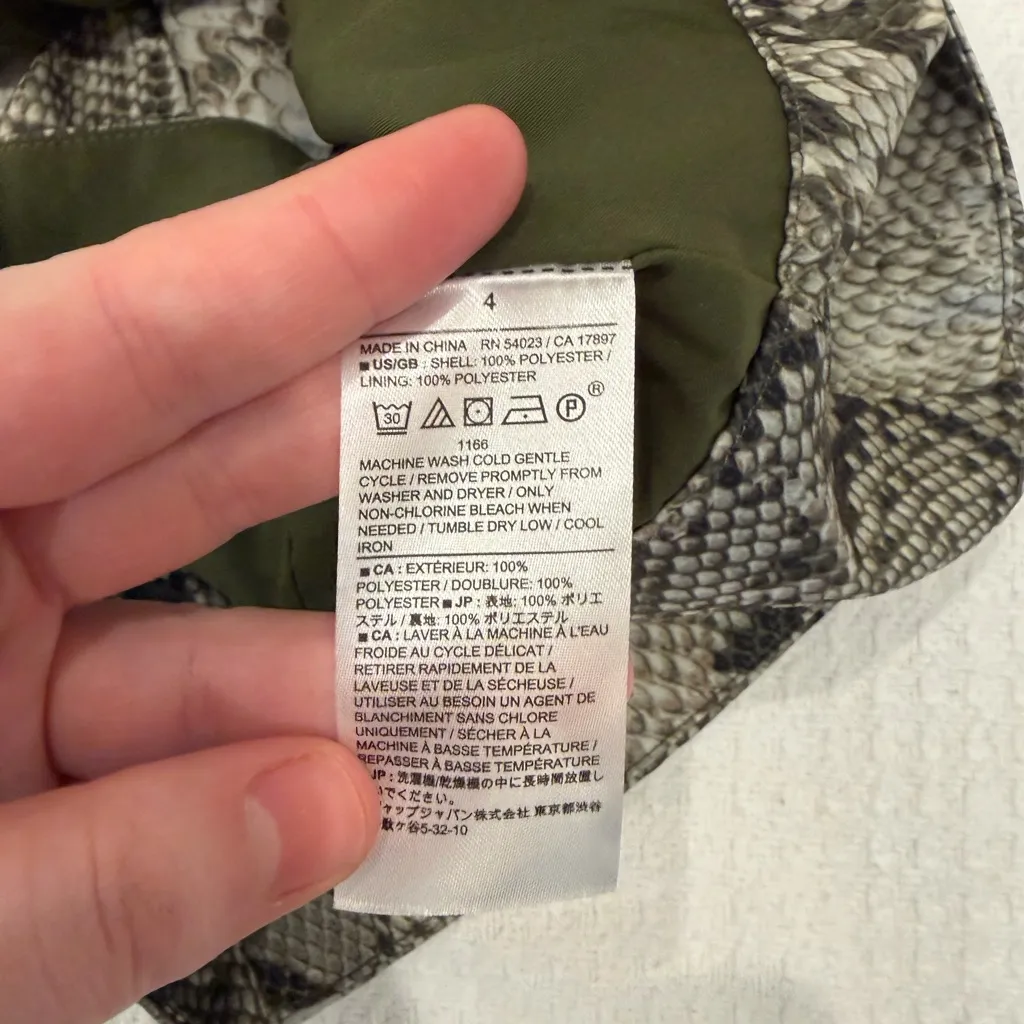 4
MADE IN CHINA RN 54023 / CA 17897
■ US/GB : SHELL: 100% POLYESTER /
LINING: 100% POLYESTER
30 P ®
1166
MACHINE WASH COLD GENTLE
CYCLE / REMOVE PROMPTLY FROM
WASHER AND DRYER / ONLY
NON-CHLORINE BLEACH WHEN
NEEDED / TUMBLE DRY LOW / COOL
IRON
■ CA : EXTÉRIEUR: 100%
POLYESTER / DOUBLURE: 100%
POLYESTER ■ JP : 表地: 100% ポリエ
ステル / 裏地: 100% ポリエステル
■ CA : LAVER À LA MACHINE À L'EAU
FROIDE AU CYCLE DÉLICAT /
RETIRER RAPIDEMENT DE LA
LAVEUSE ET DE LA SÉCHEUSE /
UTILISER AU BESOIN UN AGENT DE
BLANCHIMENT SANS CHLORE
UNIQUEMENT / SÉCHER À LA
MACHINE À BASSE TEMPÉRATURE /
REPASSER À BASSE TEMPÉRATURE
JP : 洗濯機/乾燥機の中に長時間放置し
でください。
ャップジャパン株式会社 東京都渋谷
駄ケ谷5-32-10